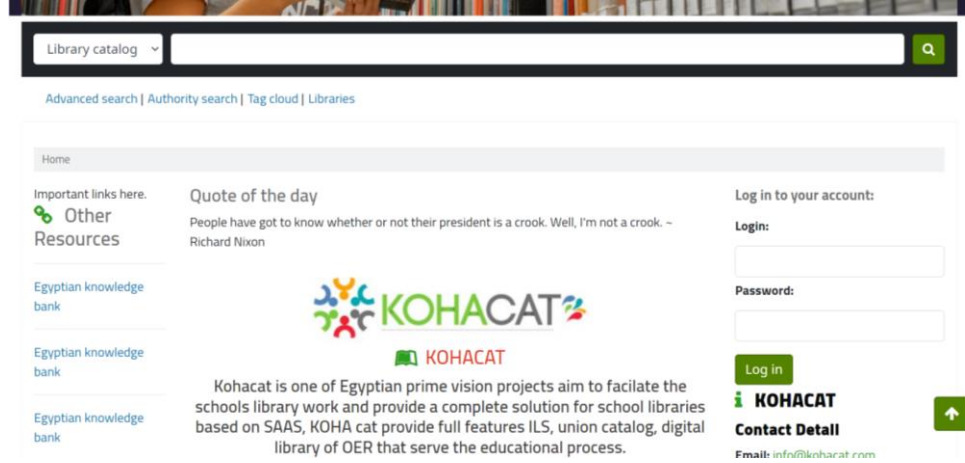 Library catalog
Advanced search | Authority search | Tag cloud | Libraries
Home
Important links here.
Other
Resources
Egyptian knowledge
bank
Egyptian knowledge
bank
Egyptian knowledge
bank
Quote of the day
People have got to know whether or not their president is a crook. Well, I'm not a crook. ~
Richard Nixon
KOHACAT
KOHACAT
Kohacat is one of Egyptian prime vision projects aim to facilate the
schools library work and provide a complete solution for school libraries
based on SAAS, KOHA cat provide full features ILS, union catalog, digital
library of OER that serve the educational process.
Log in to your account:
Login:
Password:
Log in
KOHACAT
Contact Detall
Email: info@kohacat.com